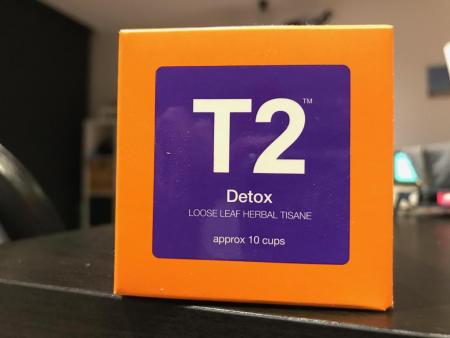 T2™
Detox
LOOSE LEAF HERBAL TISANE
approx 10 cups